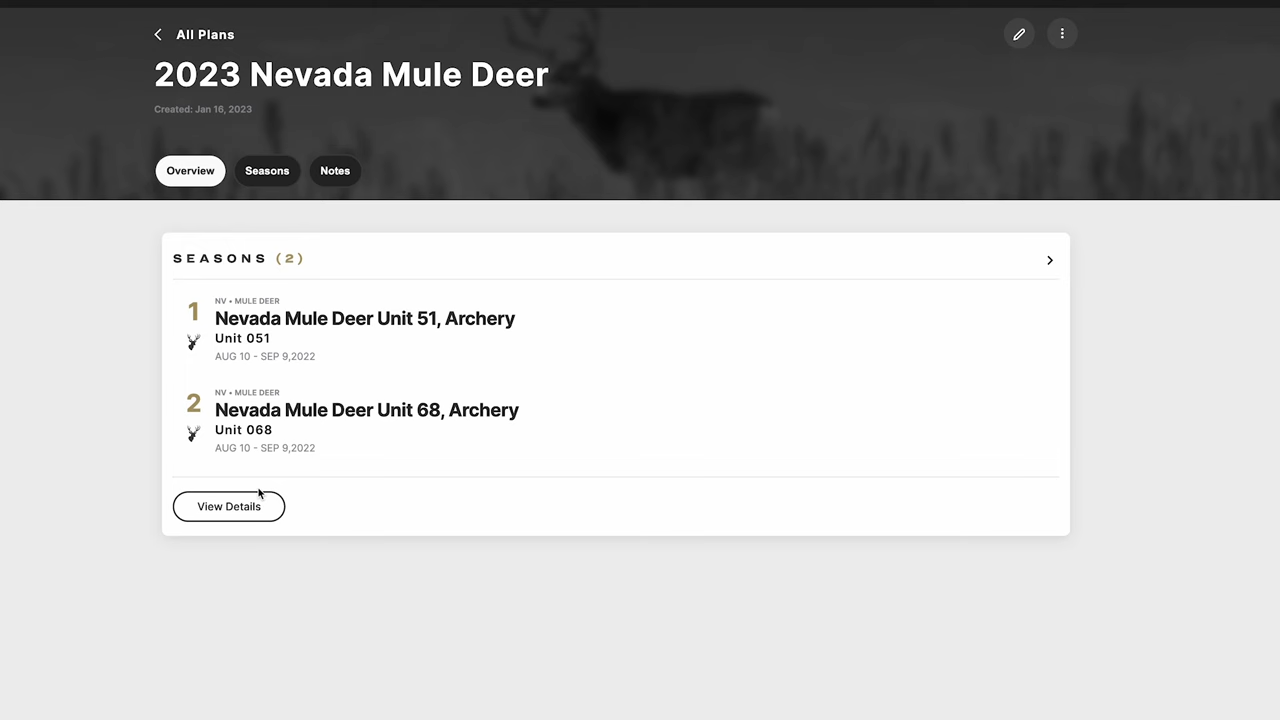 All Plans
2023 Nevada Mule Deer
Created: Jan 16, 2023
Overview
Seasons
Notes
SEASONS (2)
1
NV • MULE DEER
Nevada Mule Deer Unit 51, Archery
Unit 051
AUG 10 - SEP 9,2022
2
NV • MULE DEER
Nevada Mule Deer Unit 68, Archery
Unit 068
AUG 10 - SEP 9,2022
View Details